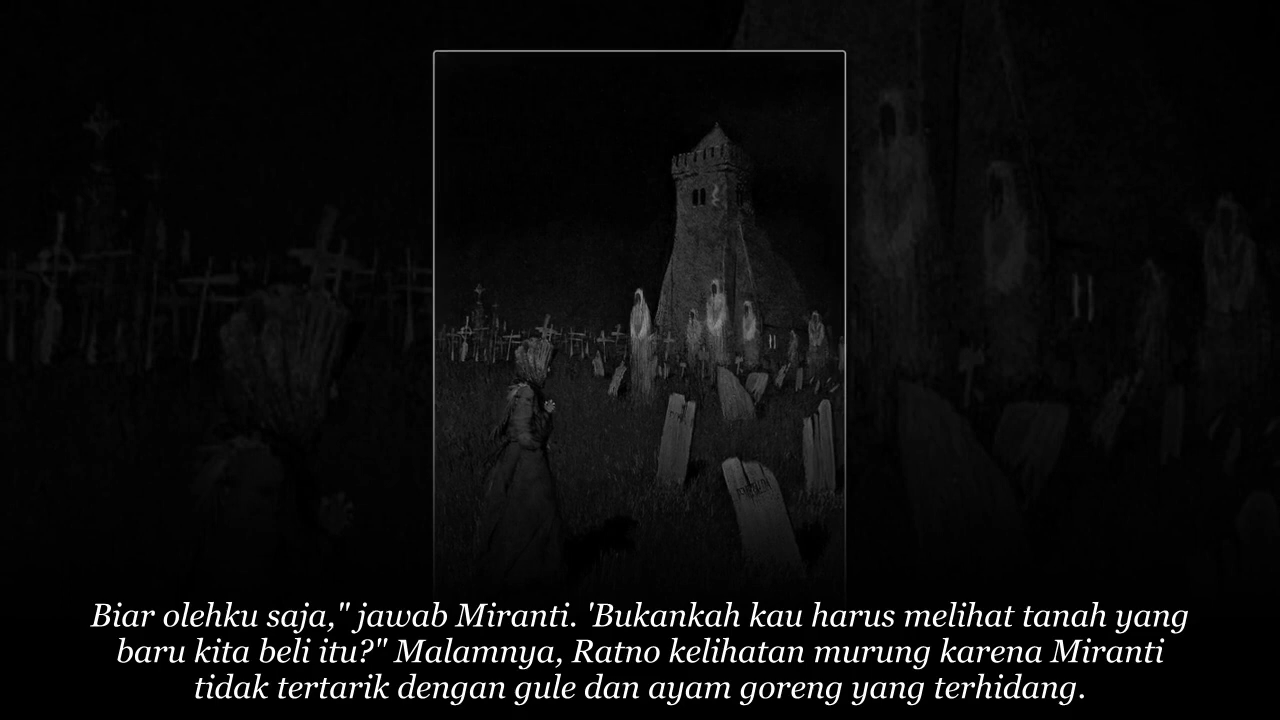 Biar olehku saja," jawab Miranti. 'Bukankah kau harus melihat tanah yang
baru kita beli itu?" Malamnya, Ratno kelihatan murung karena Miranti
tidak tertarik dengan gule dan ayam goreng yang terhidang.